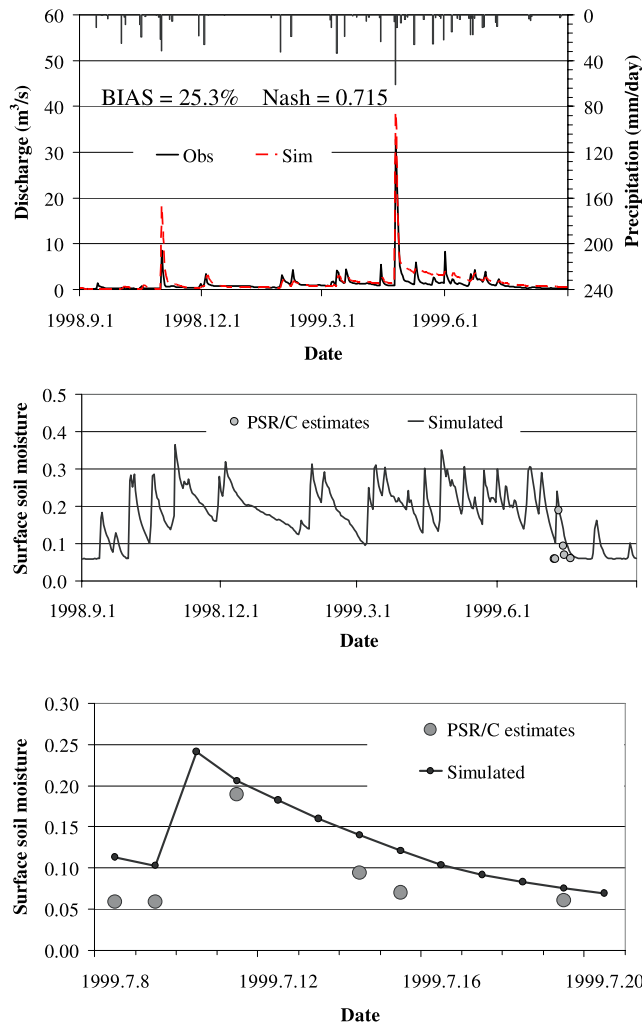 60
50
40
30
20
10
0
Discharge (m³/s)
0
40
80
120
160
200
240
Precipitation (mm/day)
BIAS = 25.3% Nash = 0.715
Obs Sim
1998.9.1 1998.12.1 1999.3.1 1999.6.1
Date
0.5
0.4
0.3
0.2
0.1
0.0
Surface soil moisture
PSR/C estimates Simulated
1998.9.1 1998.12.1 1999.3.1 1999.6.1
Date
0.30
0.25
0.20
0.15
0.10
0.05
0.00
Surface soil moisture
PSR/C estimates
Simulated
1999.7.8 1999.7.12 1999.7.16 1999.7.20
Date